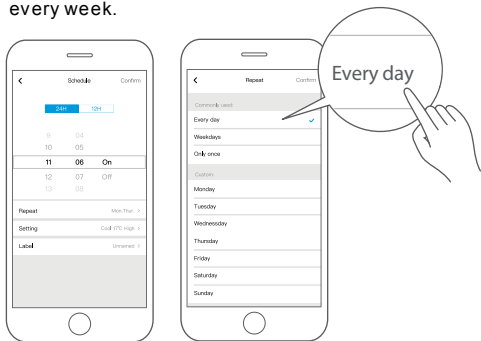 every week.
< Schedule Confirm
24H 12H
9 04
10 05
11 06 On
12 07 Off
13 08
Repeat Mon.Thur. >
Setting Cool 17°C High >
Label Unnamed >
< Repeat Confirm
Commonly used:
Every day ✓
Weekdays
Only once
Custom:
Monday
Tuesday
Wednessday
Thursday
Friday
Saturday
Sunday
Every day